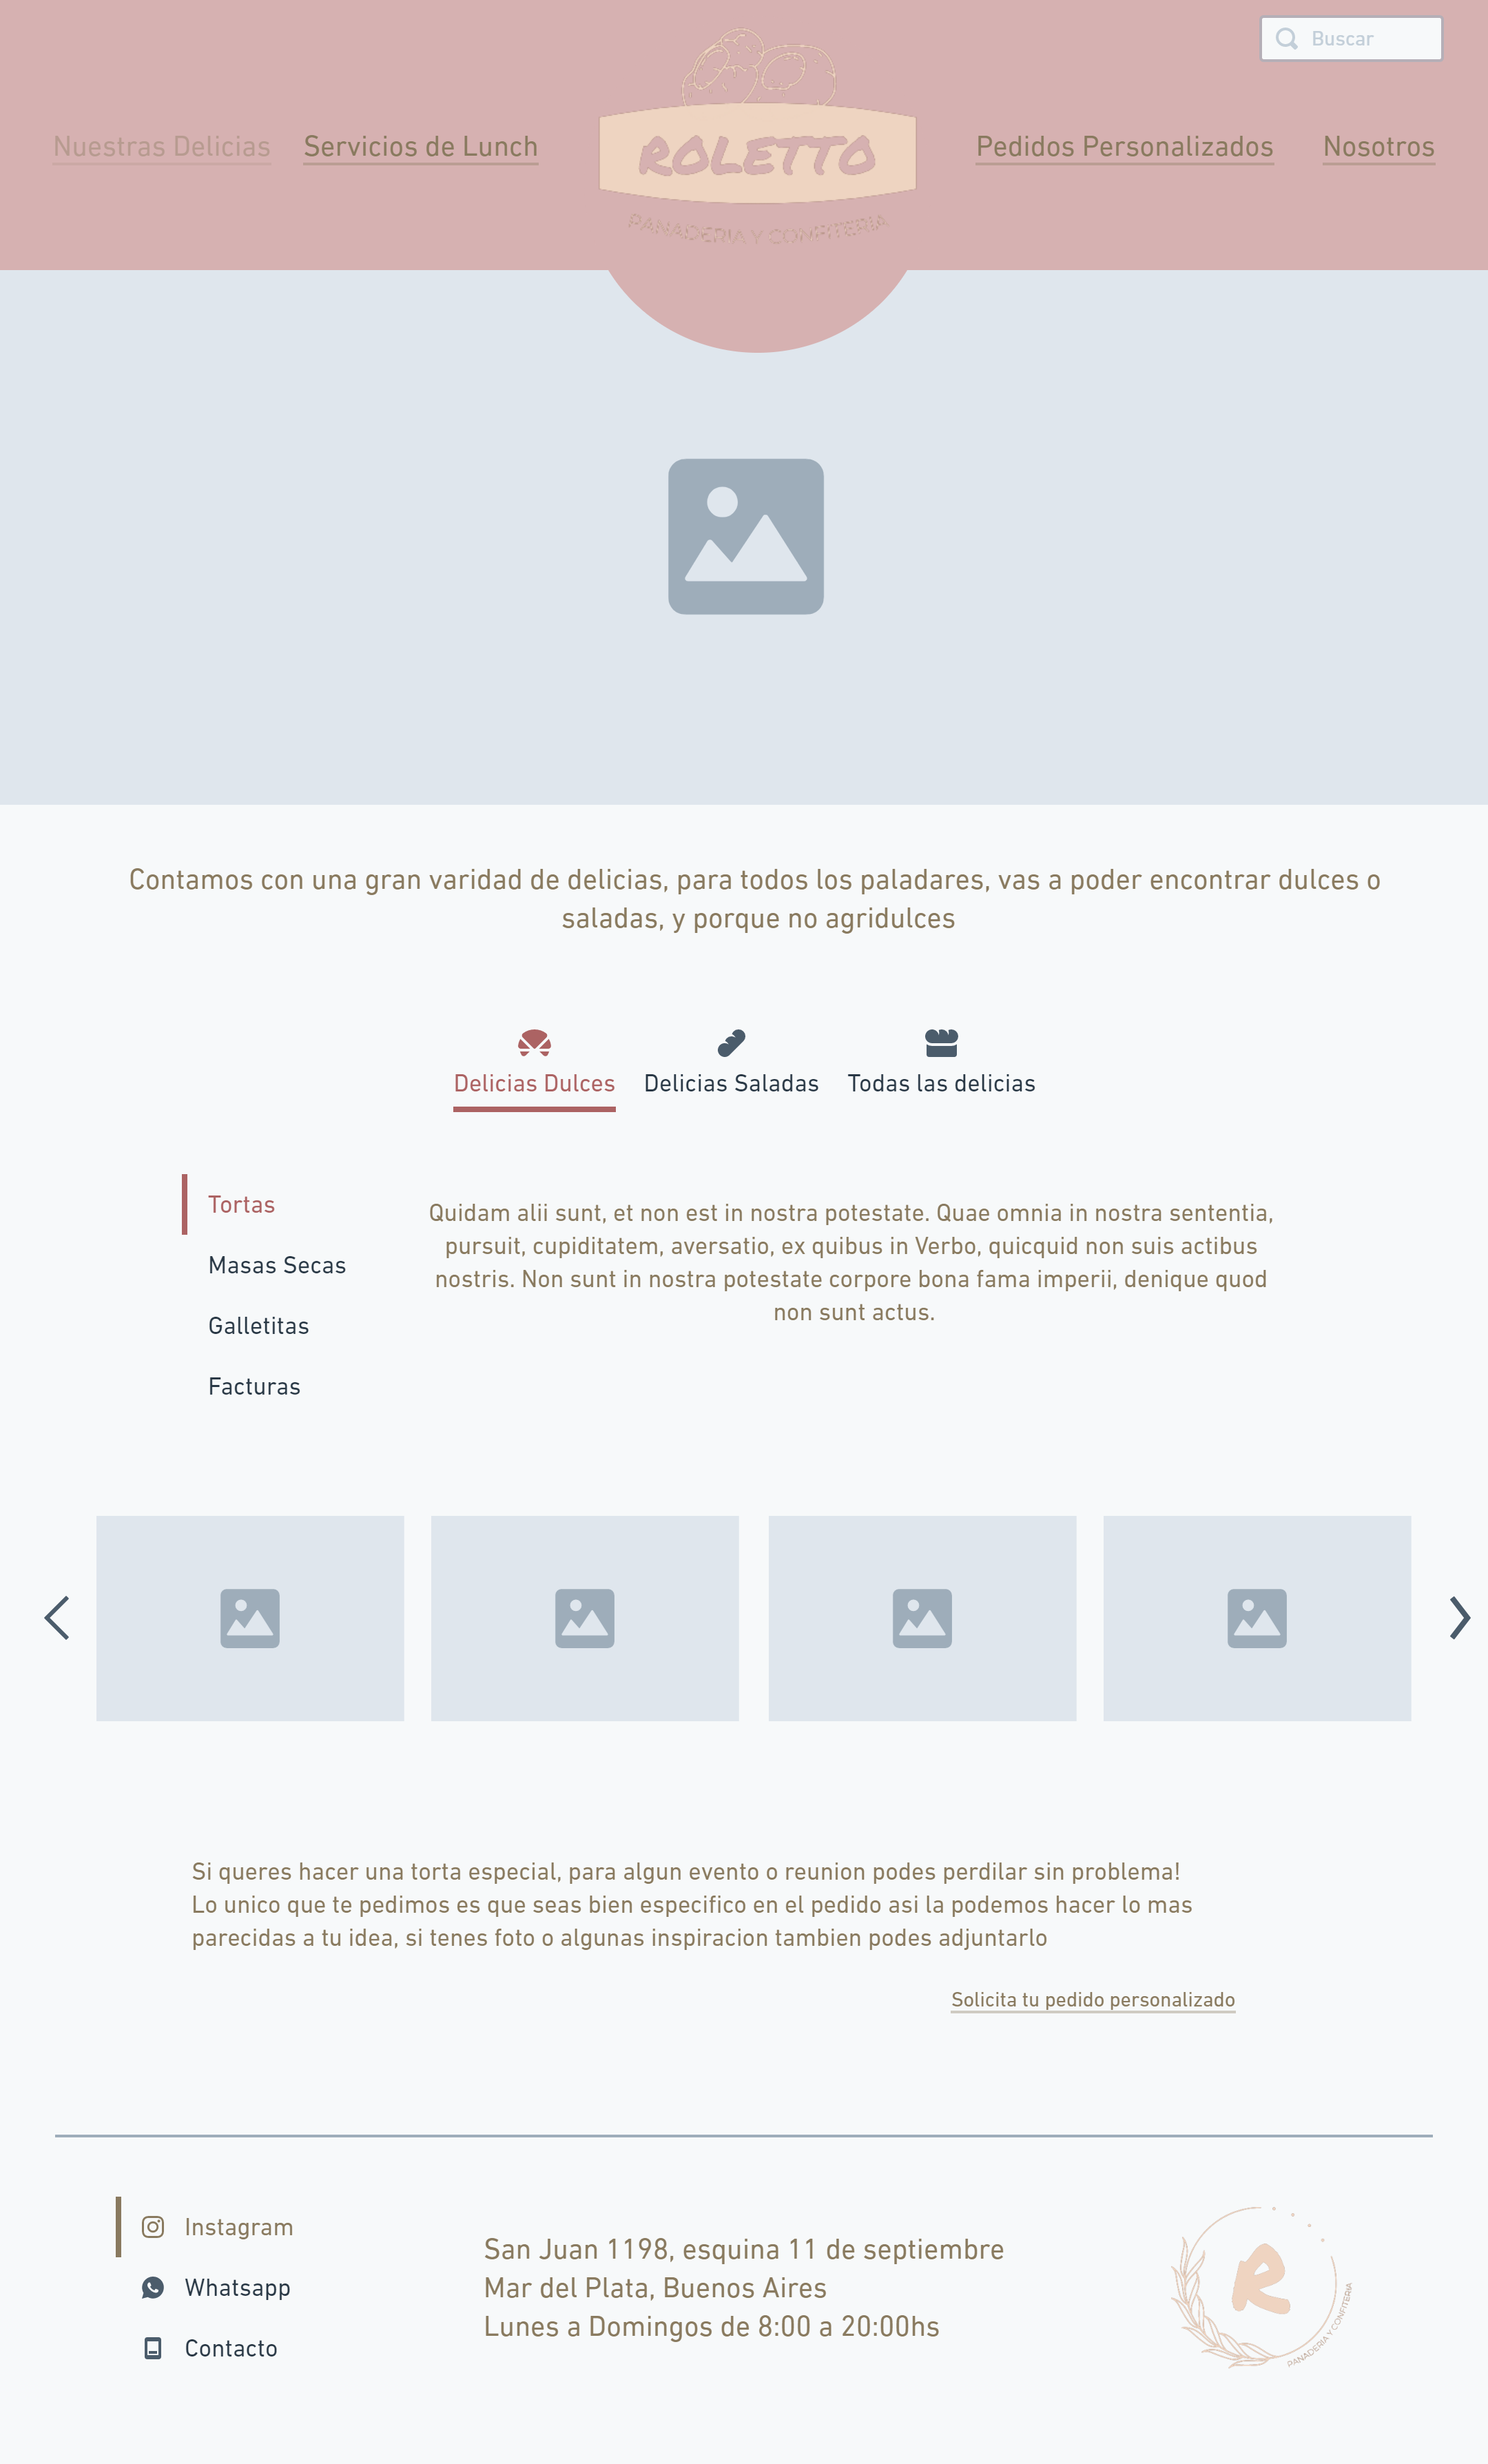 Buscar
Nuestras Delicias
Servicios de Lunch
ROLETTO
PANADERIA Y CONFITERIA
Pedidos Personalizados
Nosotros
Contamos con una gran varidad de delicias, para todos los paladares, vas a poder encontrar dulces o
saladas, y porque no agridulces
Delicias Dulces
Delicias Saladas
Todas las delicias
Tortas
Masas Secas
Galletitas
Facturas
Quidam alii sunt, et non est in nostra potestate. Quae omnia in nostra sententia,
pursuit, cupiditatem, aversatio, ex quibus in Verbo, quicquid non suis actibus
nostris. Non sunt in nostra potestate corpore bona fama imperii, denique quod
non sunt actus.
Si queres hacer una torta especial, para algun evento o reunion podes perdilar sin problema!
Lo unico que te pedimos es que seas bien especifico en el pedido asi la podemos hacer lo mas
parecidas a tu idea, si tenes foto o algunas inspiracion tambien podes adjuntarlo
Solicita tu pedido personalizado
Instagram
Whatsapp
Contacto
San Juan 1198, esquina 11 de septiembre
Mar del Plata, Buenos Aires
Lunes a Domingos de 8:00 a 20:00hs
R
PANADERIA Y CONFITERIA